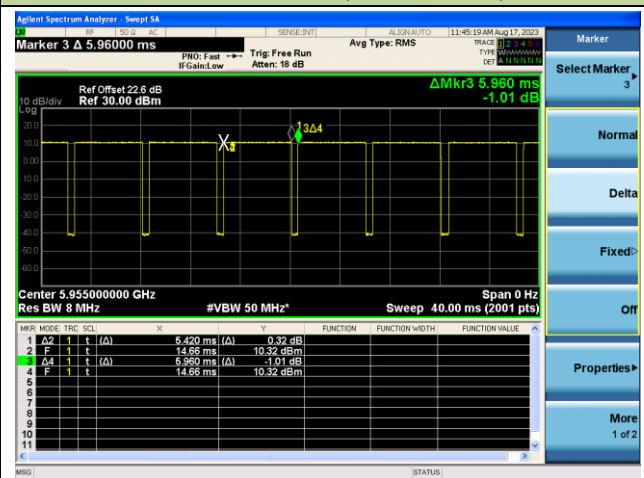 Agilent Spectrum Analyzer - Swept SA
RF 50 Ω AC SENSE:INT ALIGN AUTO 11:45:19 AM Aug 17, 2023
Marker 3 Δ 5.96000 ms
PNO: Fast
IFGain:Low
Trig: Free Run
Atten: 18 dB
Avg Type: RMS
TRACE 1 2 3 4 5 6
TYPE
DET A N N N N N
ΔMkr3 5.960 ms
-1.01 dB
Ref Offset 22.6 dB
10 dB/div Ref 30.00 dBm
Log
20.0
10.0
0.00
-10.0
-20.0
-30.0
-40.0
-50.0
-60.0
1 3Δ4
X
Center 5.955000000 GHz Span 0 Hz
Res BW 8 MHz #VBW 50 MHz* Sweep 40.00 ms (2001 pts)
MKR MODE TRC SCL X Y FUNCTION FUNCTION WIDTH FUNCTION VALUE
1 Δ2 1 t (Δ) 5.420 ms (Δ) 0.32 dB
2 F 1 t 14.66 ms 10.32 dBm
3 Δ4 1 t (Δ) 5.960 ms (Δ) -1.01 dB
4 F 1 t 14.66 ms 10.32 dBm
5
6
7
8
9
10
11
MSG STATUS
Marker
Select Marker
3
Normal
Delta
Fixed
Off
Properties
More
1 of 2